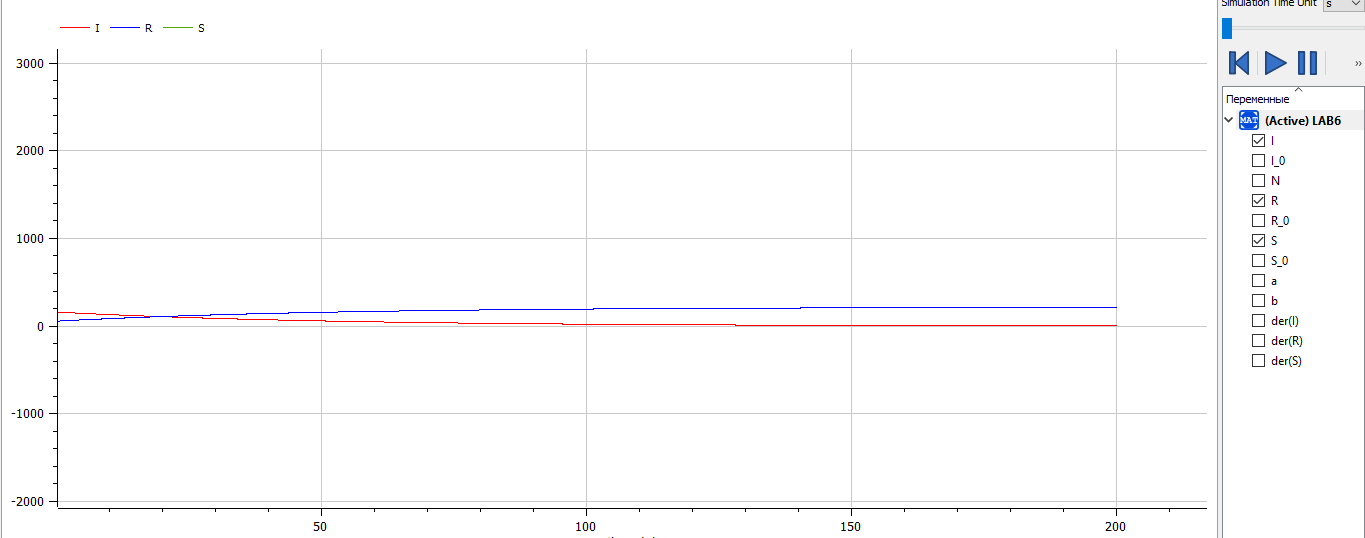 Simulation Time Unit s
I R S
3000
2000
1000
0
-1000
-2000
50 100 150 200
Переменные
MAT (Active) LAB6
I
I_0
N
R
R_0
S
S_0
a
b
der(I)
der(R)
der(S)